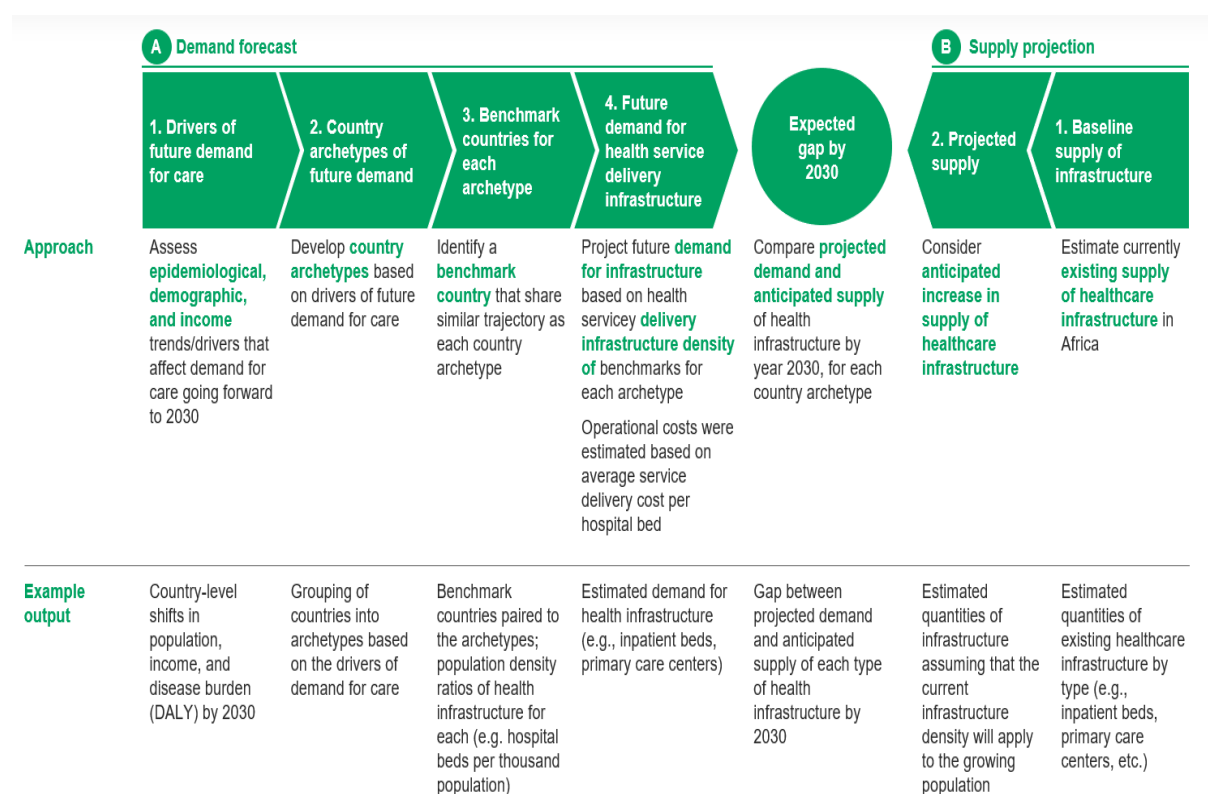 A Demand forecast
B Supply projection
1. Drivers of
future demand
for care
2. Country
archetypes of
future demand
3. Benchmark
countries for
each
archetype
4. Future
demand for
health service
delivery
infrastructure
Expected
gap by
2030
2. Projected
supply
1. Baseline
supply of
infrastructure
Approach
Assess
epidemiological,
demographic,
and income
trends/drivers that
affect demand for
care going forward
to 2030
Develop country
archetypes based
on drivers of future
demand for care
Identify a
benchmark
country that share
similar trajectory as
each country
archetype
Project future demand
for infrastructure
based on health
servicey delivery
infrastructure density
of benchmarks for
each archetype
Operational costs were
estimated based on
average service
delivery cost per
hospital bed
Compare projected
demand and
anticipated supply
of health
infrastructure by
year 2030, for each
country archetype
Consider
anticipated
increase in
supply of
healthcare
infrastructure
Estimate currently
existing supply
of healthcare
infrastructure in
Africa
Example
output
Country-level
shifts in
population,
income, and
disease burden
(DALY) by 2030
Grouping of
countries into
archetypes based
on the drivers of
demand for care
Benchmark
countries paired to
the archetypes;
population density
ratios of health
infrastructure for
each (e.g. hospital
beds per thousand
population)
Estimated demand for
health infrastructure
(e.g., inpatient beds,
primary care centers)
Gap between
projected demand
and anticipated
supply of each type
of health
infrastructure by
2030
Estimated
quantities of
infrastructure
assuming that the
current
infrastructure
density will apply
to the growing
population
Estimated
quantities of
existing healthcare
infrastructure by
type (e.g.,
inpatient beds,
primary care
centers, etc.)